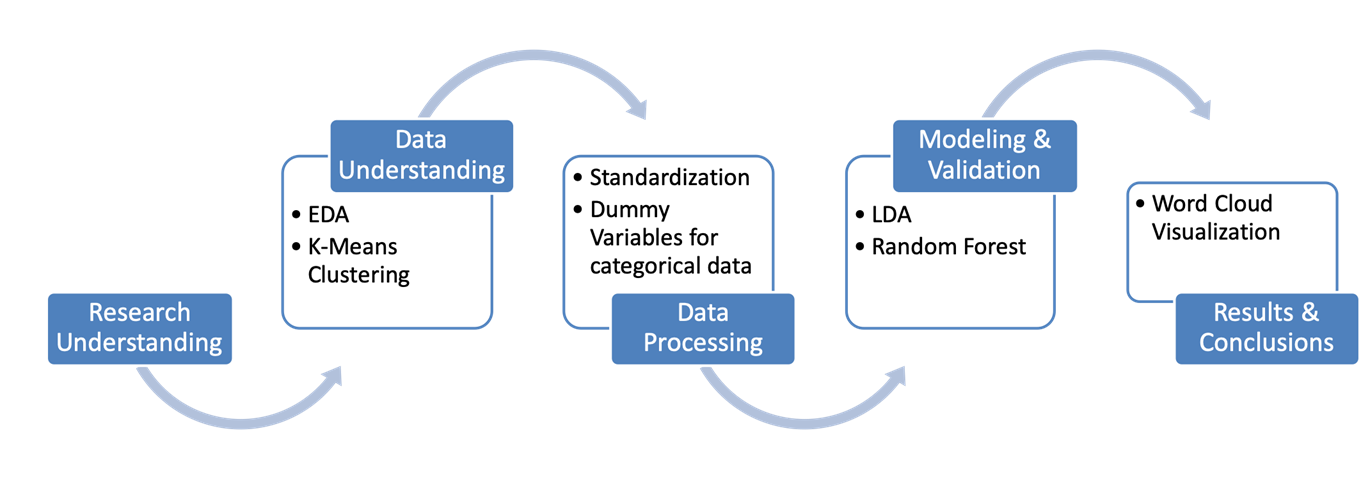 Research
Understanding
Data
Understanding
• EDA
• K-Means
Clustering
• Standardization
• Dummy
Variables for
categorical data
Data
Processing
Modeling &
Validation
• LDA
• Random Forest
• Word Cloud
Visualization
Results &
Conclusions